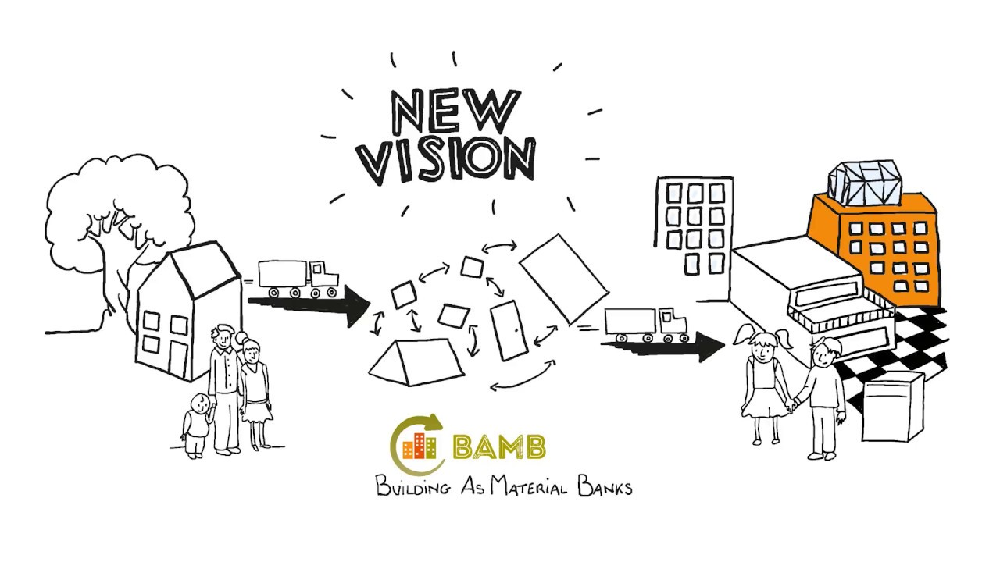 NEW
VISION
BAMB
BUILDING AS MATERIAL BANKS